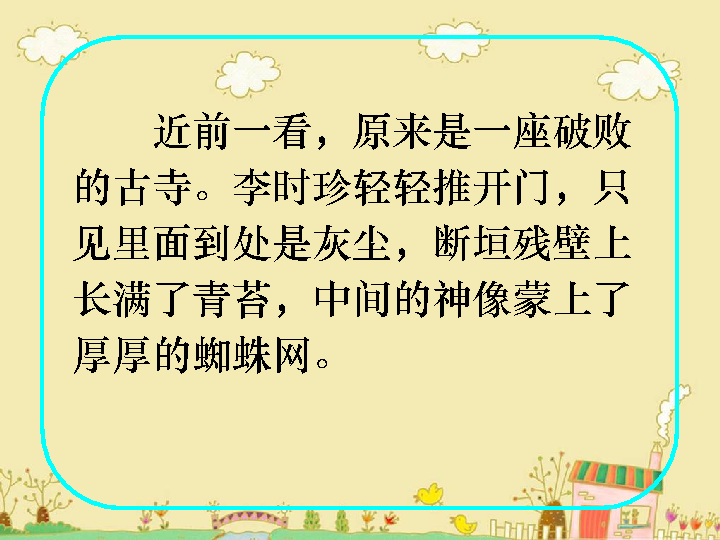 近前一看，原来是一座破败
的古寺。李时珍轻轻推开门，只
见里面到处是灰尘，断垣残壁上
长满了青苔，中间的神像蒙上了
厚厚的蜘蛛网。